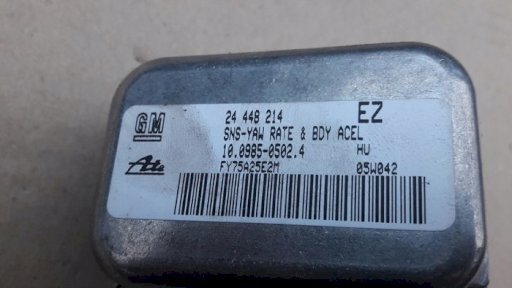 GM
24 448 214 EZ
SNS-YAW RATE & BDY ACEL
10.0985-0502.4 HU
Ate FY75A25E2M 05W042